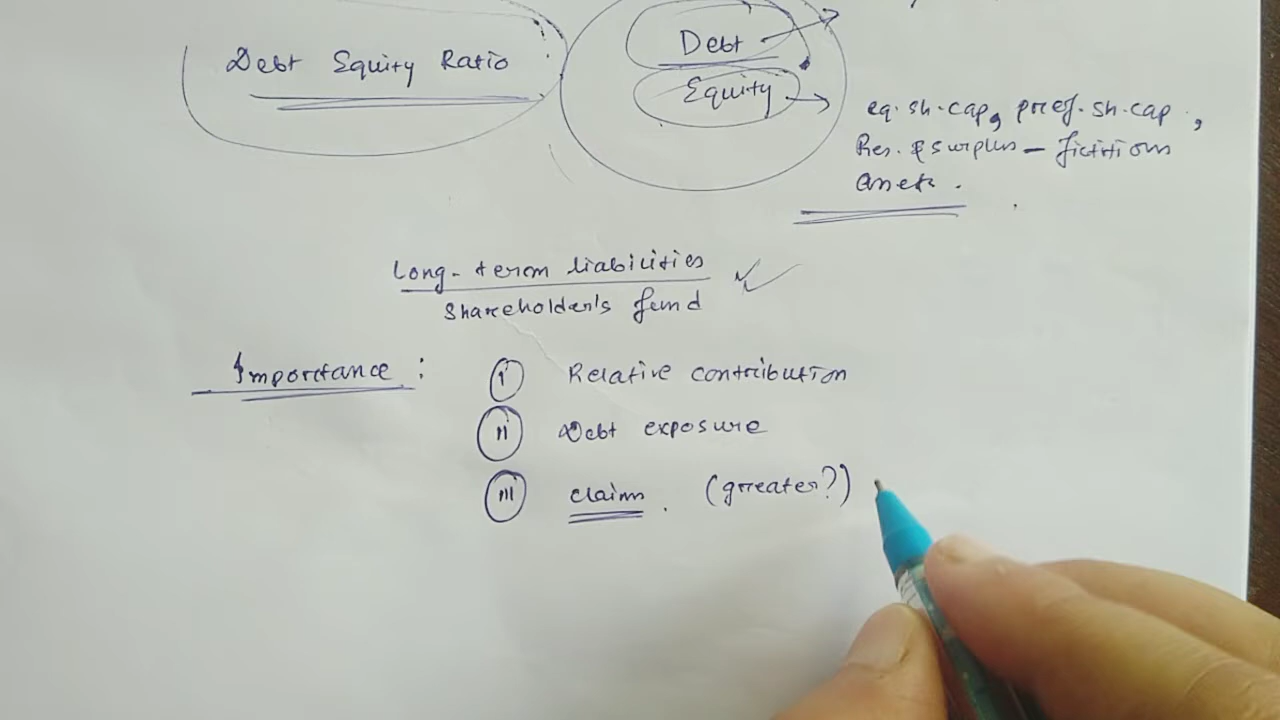 Debt Equity Ratio
Debt
Equity
eq. sh. cap, pref. sh. cap,
Res. & surplus - fictitious
assets.
Long-term liabilities
Shareholder's fund
Importance :
(i) Relative contribution
(ii) Debt exposure
(iii) claim. (greater?)